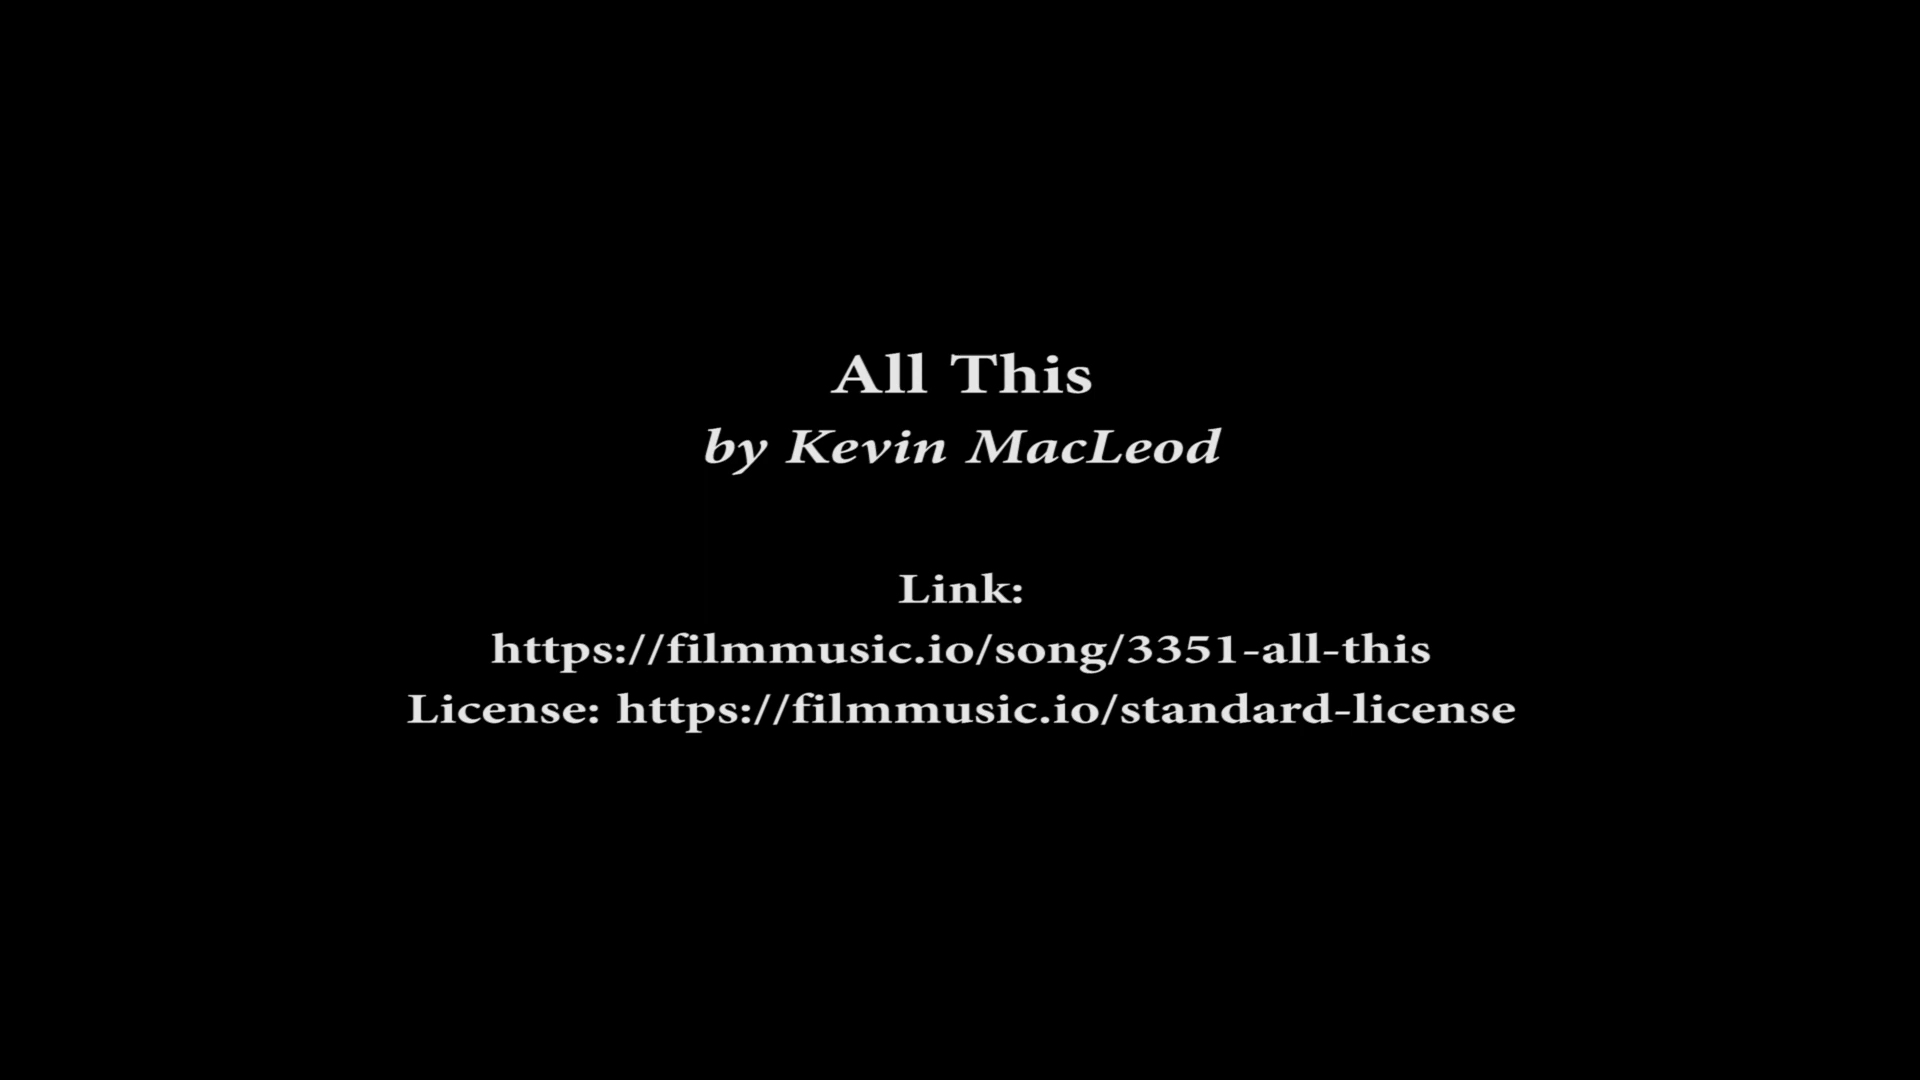 All This
by Kevin MacLeod
Link:
https://filmmusic.io/song/3351-all-this
License: https://filmmusic.io/standard-license